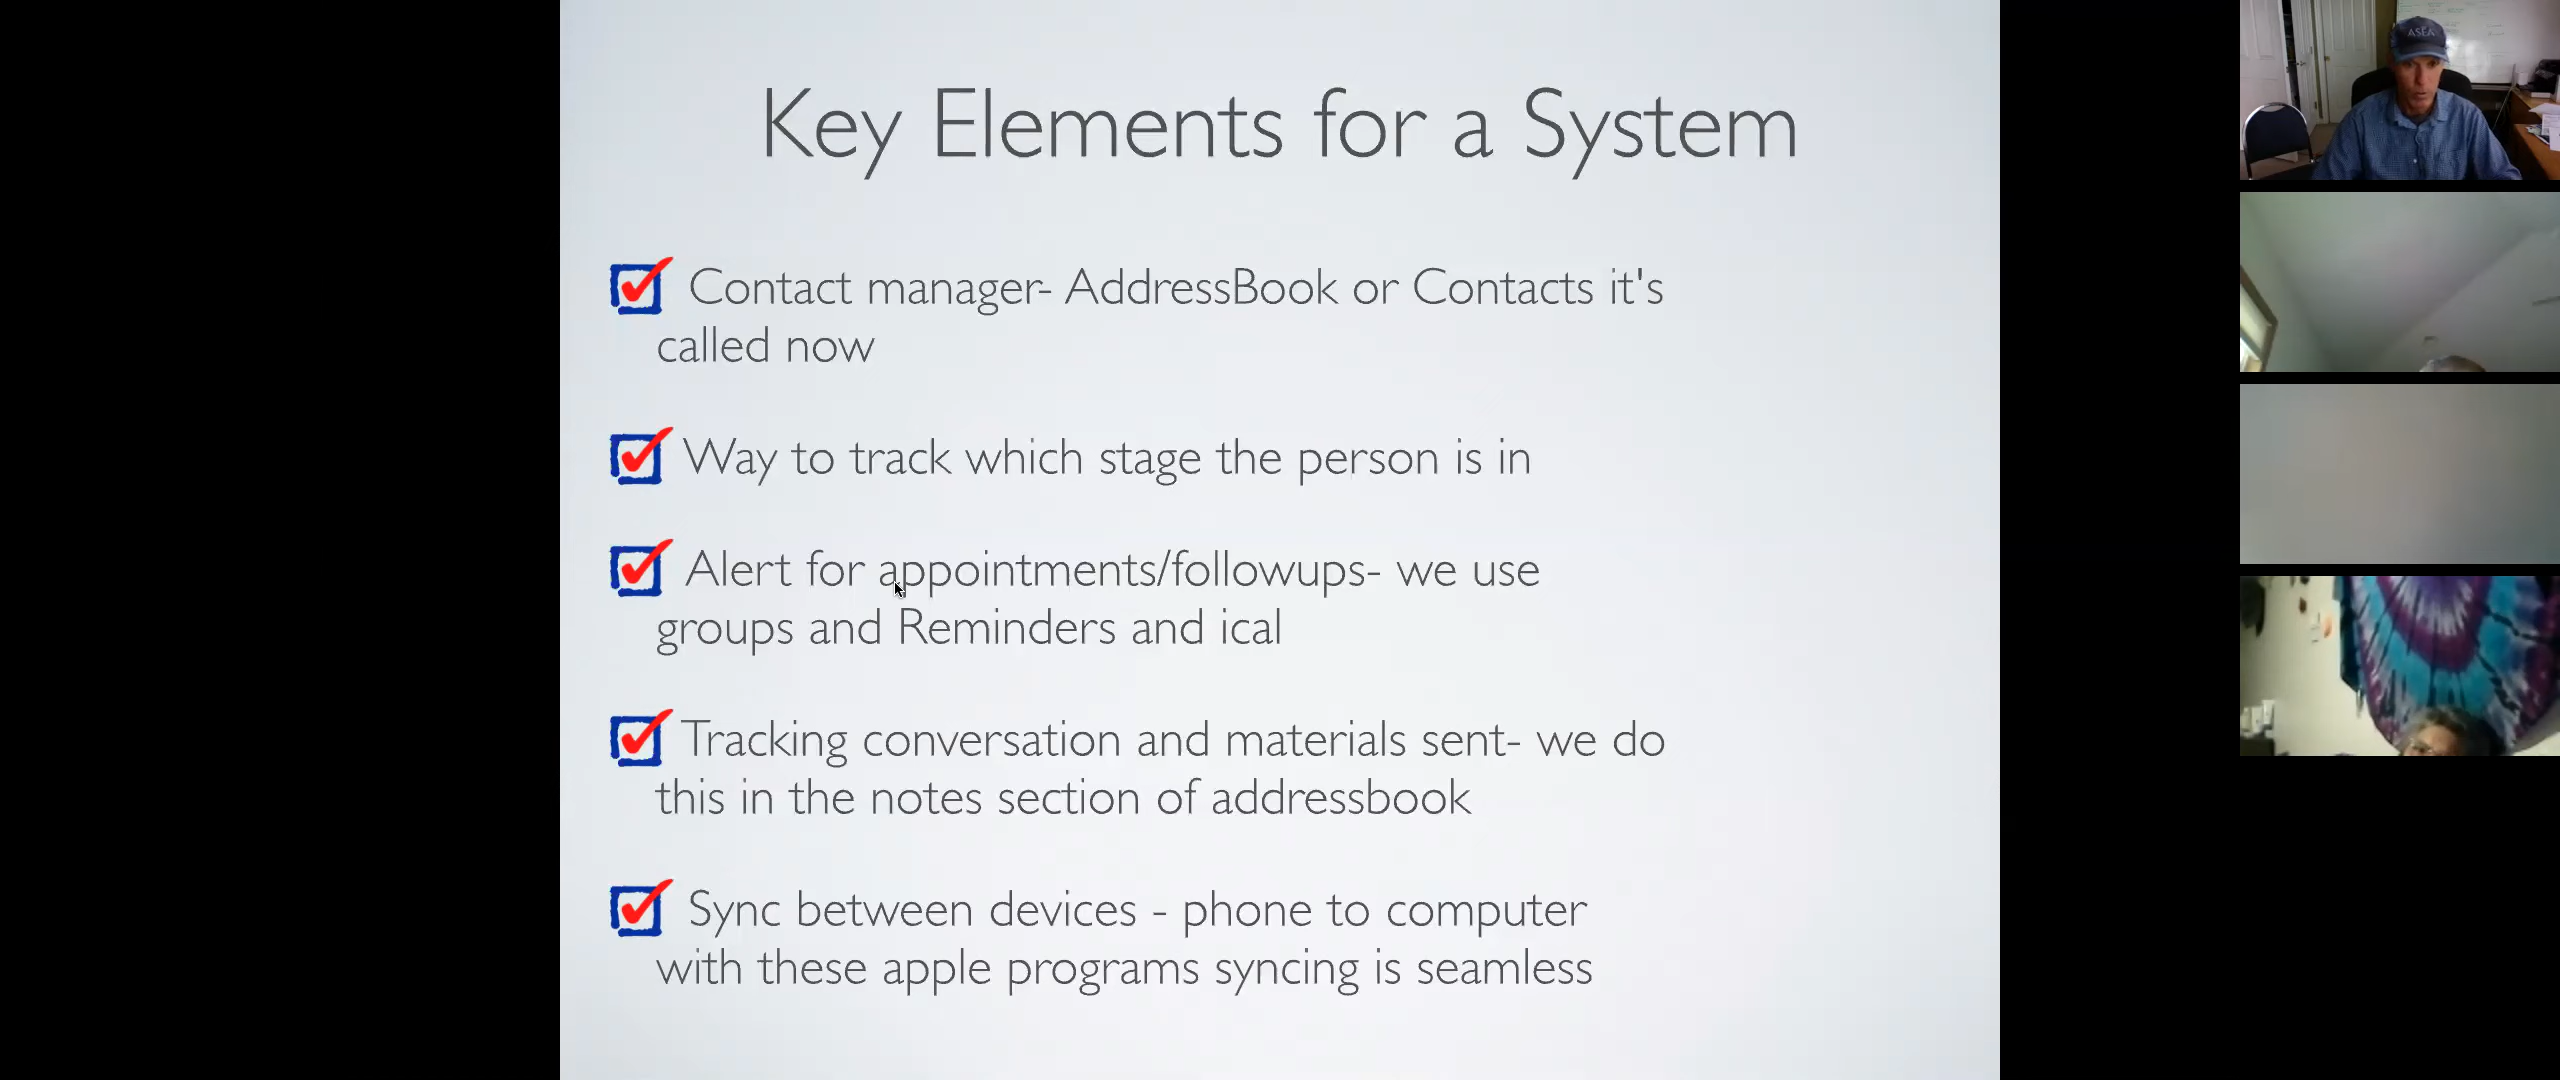 Key Elements for a System
Contact manager- AddressBook or Contacts it's
called now
Way to track which stage the person is in
Alert for appointments/followups- we use
groups and Reminders and ical
Tracking conversation and materials sent- we do
this in the notes section of addressbook
Sync between devices - phone to computer
with these apple programs syncing is seamless
ASEA